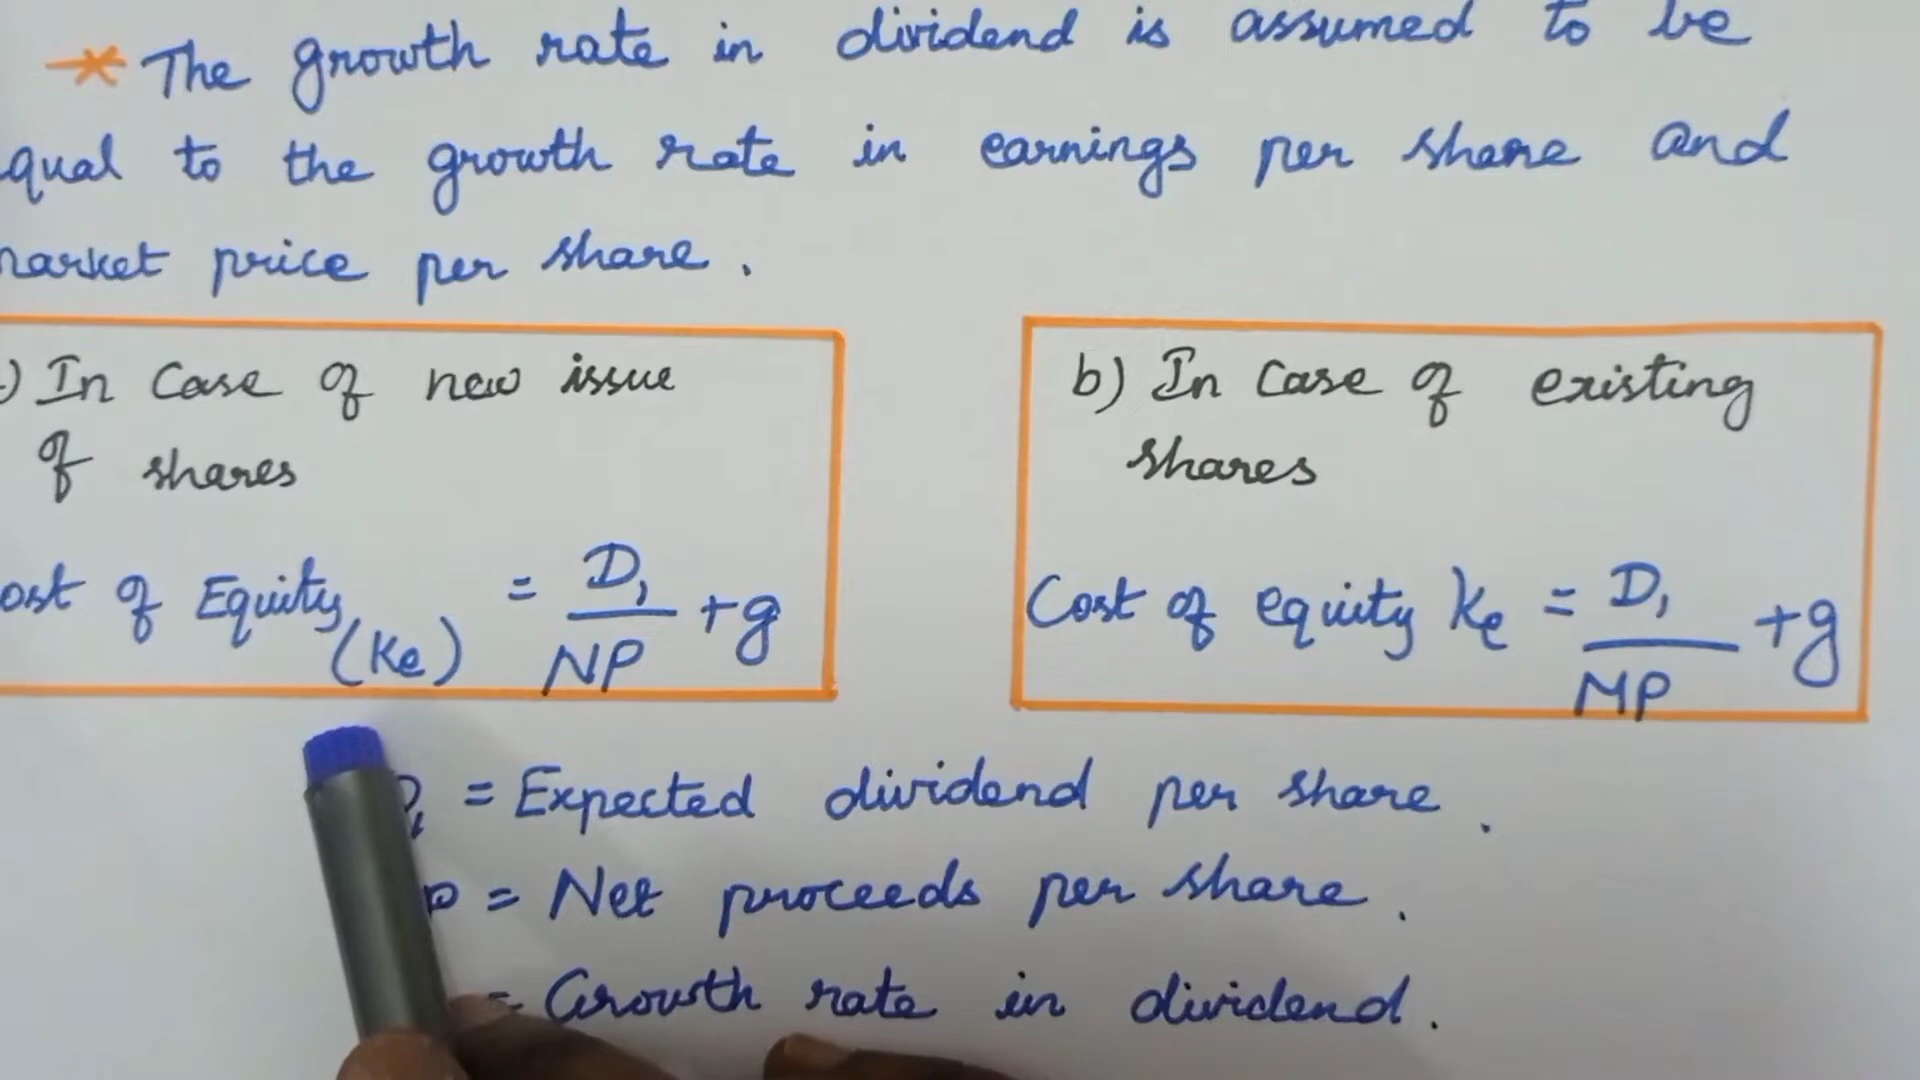 The growth rate in dividend is assumed to be
qual to the growth rate in earnings per share and
market price per share.
) In Case of new issue
of shares
ost of Equity (Ke) = D₁/NP + g
b) In Case of existing
shares
Cost of equity Ke = D₁/MP + g
D₁ = Expected dividend per share.
P = Net proceeds per share.
= Growth rate in dividend.